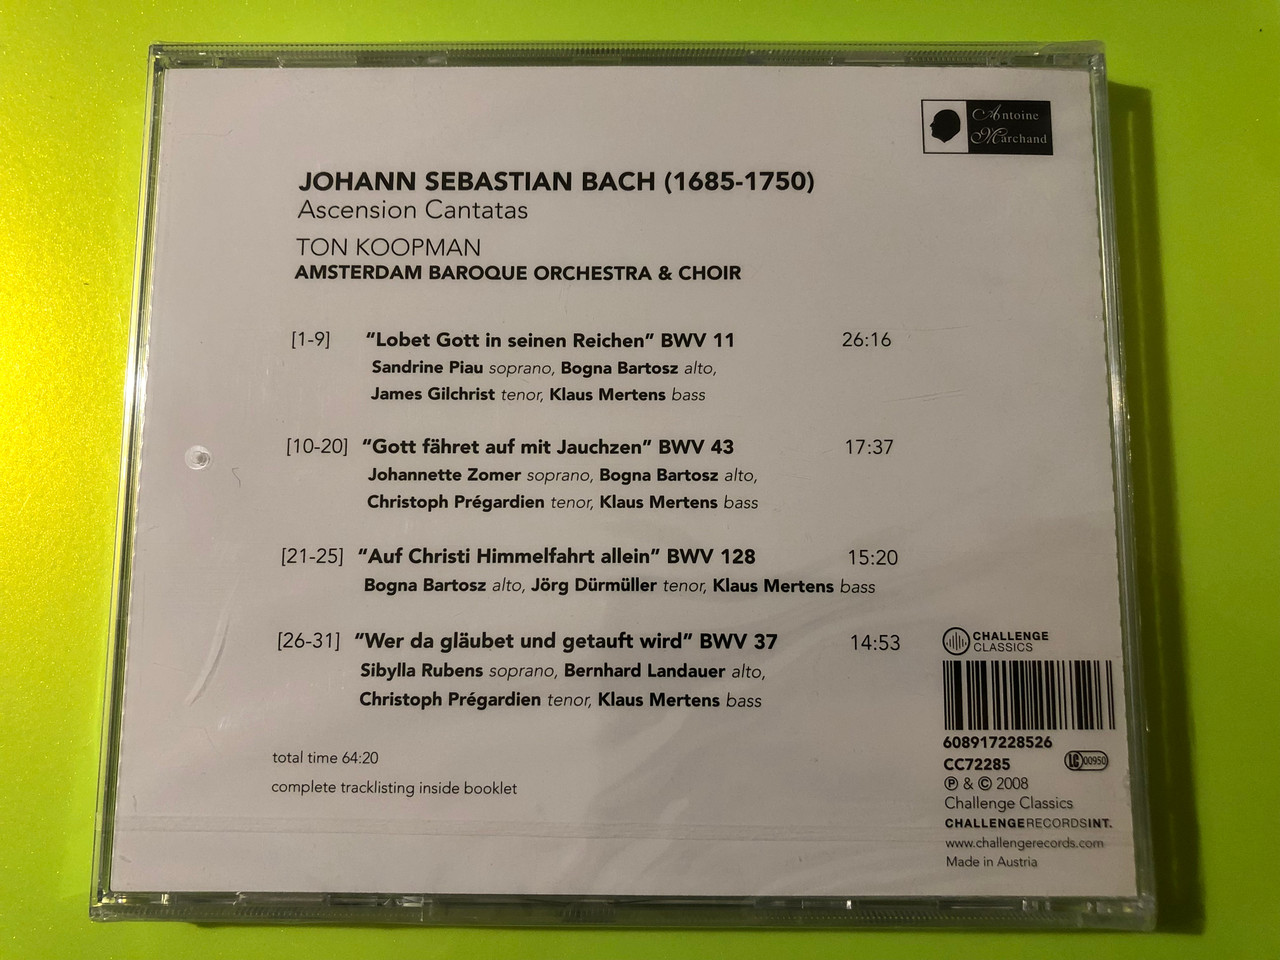 Antoine
Marchand
JOHANN SEBASTIAN BACH (1685-1750)
Ascension Cantatas
TON KOOPMAN
AMSTERDAM BAROQUE ORCHESTRA & CHOIR
[1-9] “Lobet Gott in seinen Reichen” BWV 11 26:16
Sandrine Piau soprano, Bogna Bartosz alto,
James Gilchrist tenor, Klaus Mertens bass
[10-20] “Gott fähret auf mit Jauchzen” BWV 43 17:37
Johannette Zomer soprano, Bogna Bartosz alto,
Christoph Prégardien tenor, Klaus Mertens bass
[21-25] “Auf Christi Himmelfahrt allein” BWV 128 15:20
Bogna Bartosz alto, Jörg Dürmüller tenor, Klaus Mertens bass
[26-31] “Wer da gläubet und getauft wird” BWV 37 14:53
Sibylla Rubens soprano, Bernhard Landauer alto,
Christoph Prégardien tenor, Klaus Mertens bass
total time 64:20
complete tracklisting inside booklet
CHALLENGE
CLASSICS
608917228526
CC72285 LC 00950
℗ & © 2008
Challenge Classics
CHALLENGERECORDSINT.
www.challengerecords.com
Made in Austria